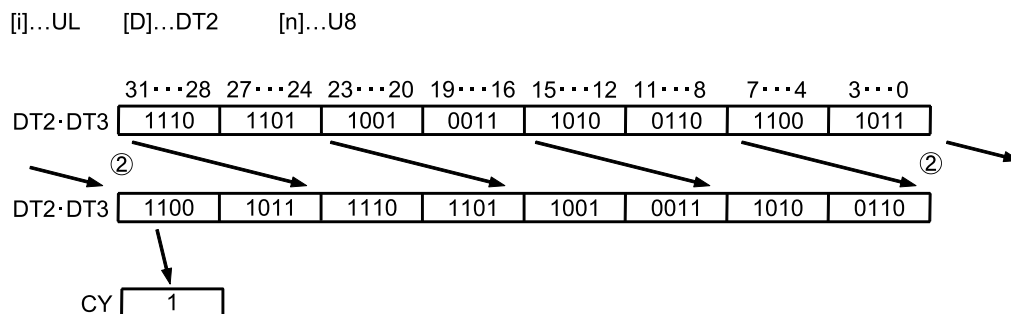 [i]…UL [D]…DT2 [n]…U8
31···28 27···24 23···20 19···16 15···12 11···8 7···4 3···0
DT2·DT3 1110 1101 1001 0011 1010 0110 1100 1011
② ②
DT2·DT3 1100 1011 1110 1101 1001 0011 1010 0110
CY 1